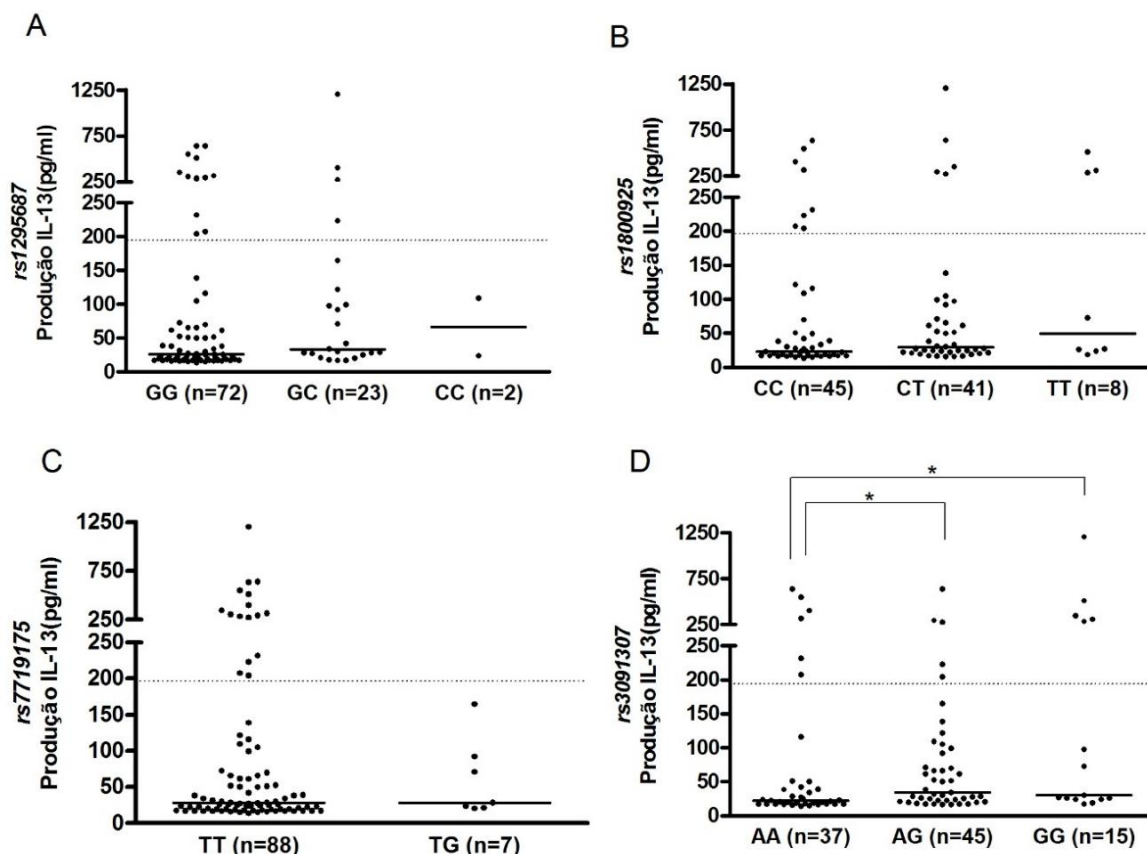 A
rs1295687
Produção IL-13(pg/ml)
1250
750
250
250
200
150
100
50
0
GG (n=72)
GC (n=23)
CC (n=2)
B
rs1800925
Produção IL-13(pg/ml)
1250
750
250
250
200
150
100
50
0
CC (n=45)
CT (n=41)
TT (n=8)
C
rs7719175
Produção IL-13(pg/ml)
1250
750
250
250
200
150
100
50
0
TT (n=88)
TG (n=7)
D
*
*
rs3091307
Produção IL-13(pg/ml)
1250
750
250
250
200
150
100
50
0
AA (n=37)
AG (n=45)
GG (n=15)